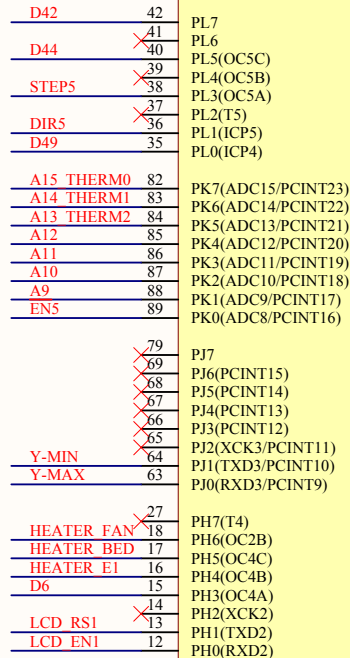 D42 42 PL7
41 PL6
D44 40 PL5(OC5C)
39 PL4(OC5B)
STEP5 38 PL3(OC5A)
37 PL2(T5)
DIR5 36 PL1(ICP5)
D49 35 PL0(ICP4)
A15_THERM0 82 PK7(ADC15/PCINT23)
A14_THERM1 83 PK6(ADC14/PCINT22)
A13_THERM2 84 PK5(ADC13/PCINT21)
A12 85 PK4(ADC12/PCINT20)
A11 86 PK3(ADC11/PCINT19)
A10 87 PK2(ADC10/PCINT18)
A9 88 PK1(ADC9/PCINT17)
EN5 89 PK0(ADC8/PCINT16)
79 PJ7
69 PJ6(PCINT15)
68 PJ5(PCINT14)
67 PJ4(PCINT13)
66 PJ3(PCINT12)
65 PJ2(XCK3/PCINT11)
Y-MIN 64 PJ1(TXD3/PCINT10)
Y-MAX 63 PJ0(RXD3/PCINT9)
27 PH7(T4)
HEATER_FAN 18 PH6(OC2B)
HEATER_BED 17 PH5(OC4C)
HEATER_E1 16 PH4(OC4B)
D6 15 PH3(OC4A)
14 PH2(XCK2)
LCD_RS1 13 PH1(TXD2)
LCD_EN1 12 PH0(RXD2)